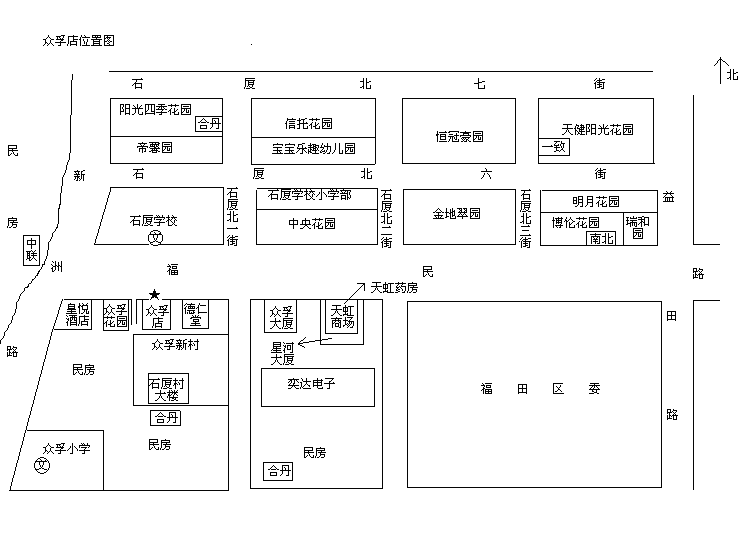 众孚店位置图
北
石 厦 北 七 街
阳光四季花园
合丹
帝馨园
信托花园
宝宝乐趣幼儿园
恒冠豪园
天健阳光花园
一致
民 房
新 洲 路
中联
石 厦 北 六 街
石厦学校
文
石厦北一街
石厦学校小学部
中央花园
石厦北二街
金地翠园
石厦北三街
明月花园
博伦花园
南北
瑞和
园
益 田 路
福 民 路
天虹药房
皇悦
酒店
众孚
花园
众孚
店
德仁
堂
众孚新村
石厦村
大楼
合丹
民房
民房
众孚小学
文
众孚
大厦
天虹
商场
星河
大厦
奕达电子
民房
合丹
福 田 区 委
路